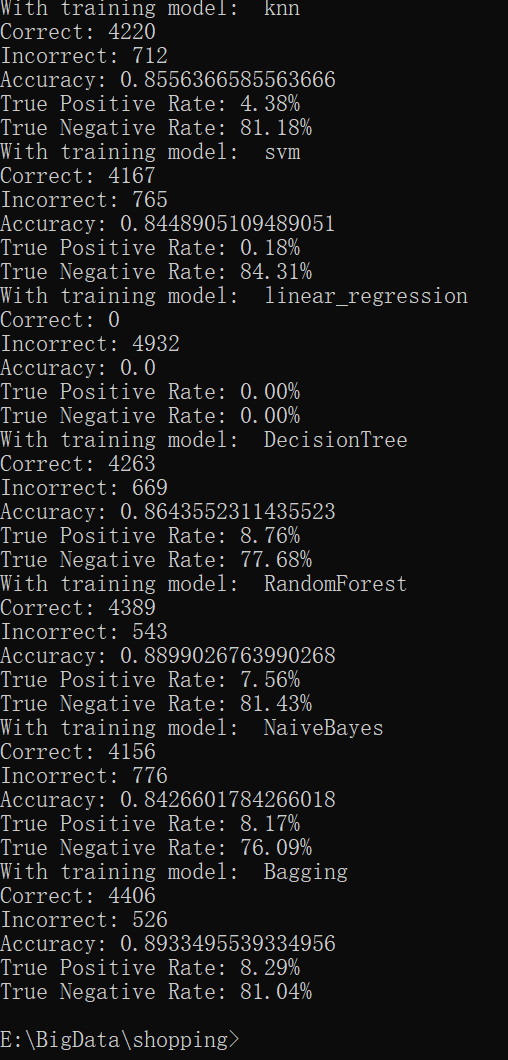 With training model:  knn
Correct: 4220
Incorrect: 712
Accuracy: 0.8556366585563666
True Positive Rate: 4.38%
True Negative Rate: 81.18%
With training model:  svm
Correct: 4167
Incorrect: 765
Accuracy: 0.8448905109489051
True Positive Rate: 0.18%
True Negative Rate: 84.31%
With training model:  linear_regression
Correct: 0
Incorrect: 4932
Accuracy: 0.0
True Positive Rate: 0.00%
True Negative Rate: 0.00%
With training model:  DecisionTree
Correct: 4263
Incorrect: 669
Accuracy: 0.8643552311435523
True Positive Rate: 8.76%
True Negative Rate: 77.68%
With training model:  RandomForest
Correct: 4389
Incorrect: 543
Accuracy: 0.8899026763990268
True Positive Rate: 7.56%
True Negative Rate: 81.43%
With training model:  NaiveBayes
Correct: 4156
Incorrect: 776
Accuracy: 0.8426601784266018
True Positive Rate: 8.17%
True Negative Rate: 76.09%
With training model:  Bagging
Correct: 4406
Incorrect: 526
Accuracy: 0.8933495539334956
True Positive Rate: 8.29%
True Negative Rate: 81.04%
E:\BigData\shopping>